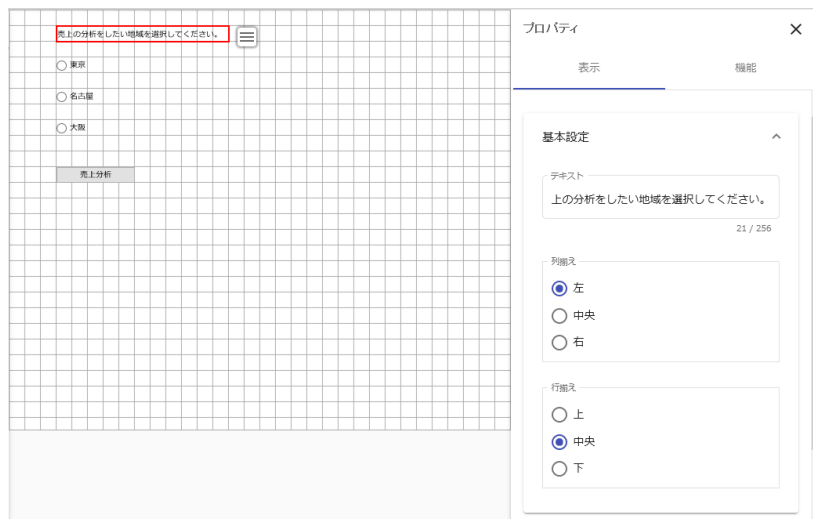 売上の分析をしたい地域を選択してください。
東京
名古屋
大阪
売上分析
プロパティ
表示
機能
基本設定
テキスト
上の分析をしたい地域を選択してください。
21 / 256
列揃え
左
中央
右
行揃え
上
中央
下